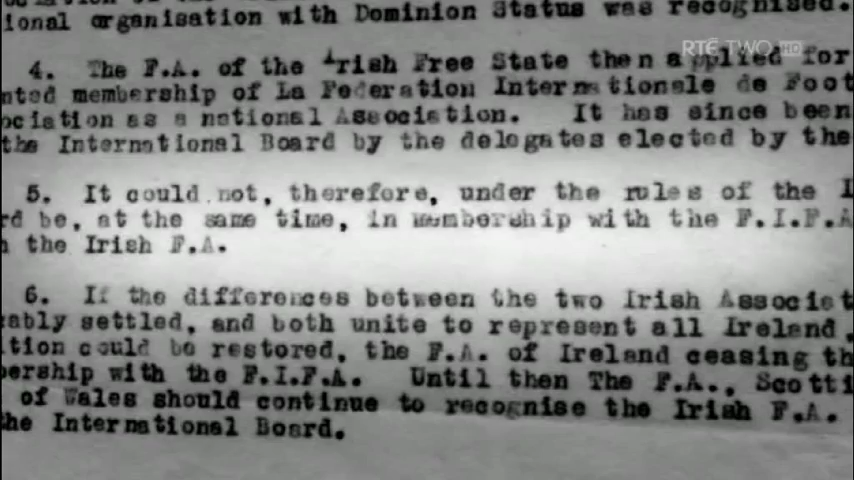 ional organisation with Dominion Status was recognised.
RTÉ TWO HD
4. The F.A. of the Irish Free State then applied for
nted membership of La Federation Internationale de Foot
ociation as a national Association. It has since been
the International Board by the delegates elected by the
5. It could not, therefore, under the rules of the I
rd be, at the same time, in membership with the F.I.F.A
the Irish F.A.
6. If the differences between the two Irish Associat
ably settled, and both unite to represent all Ireland,
ition could be restored, the F.A. of Ireland ceasing th
bership with the F.I.F.A. Until then The F.A., Scotti
of Wales should continue to recognise the Irish F.A.
the International Board.